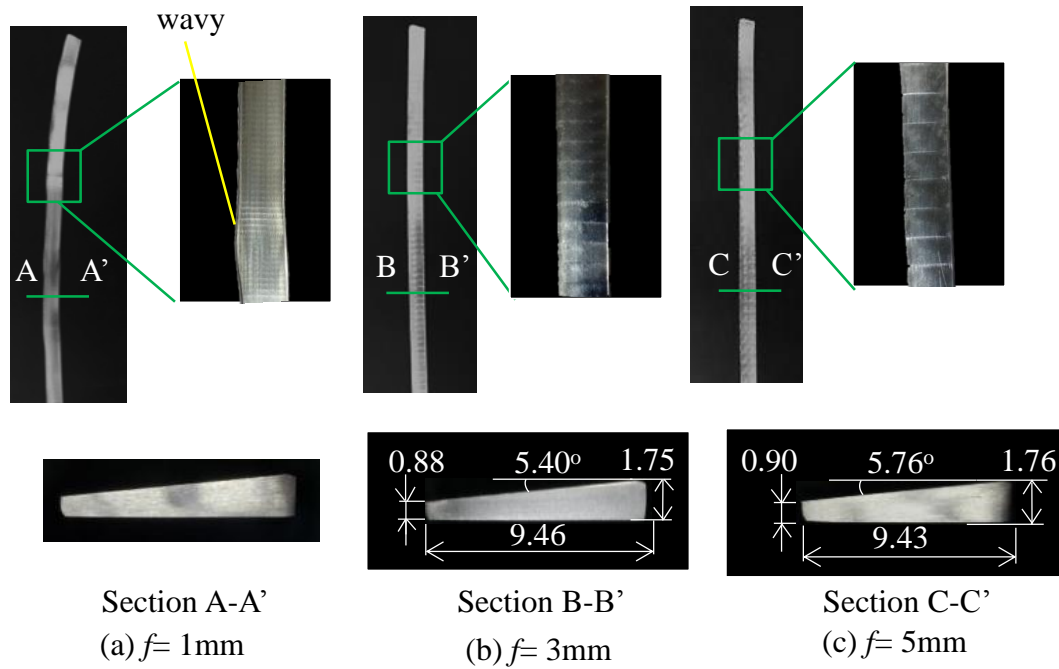 wavy
A A’
B B’
C C’
0.88 5.40° 1.75
9.46
0.90 5.76° 1.76
9.43
Section A-A’
(a) f= 1mm
Section B-B’
(b) f= 3mm
Section C-C’
(c) f= 5mm